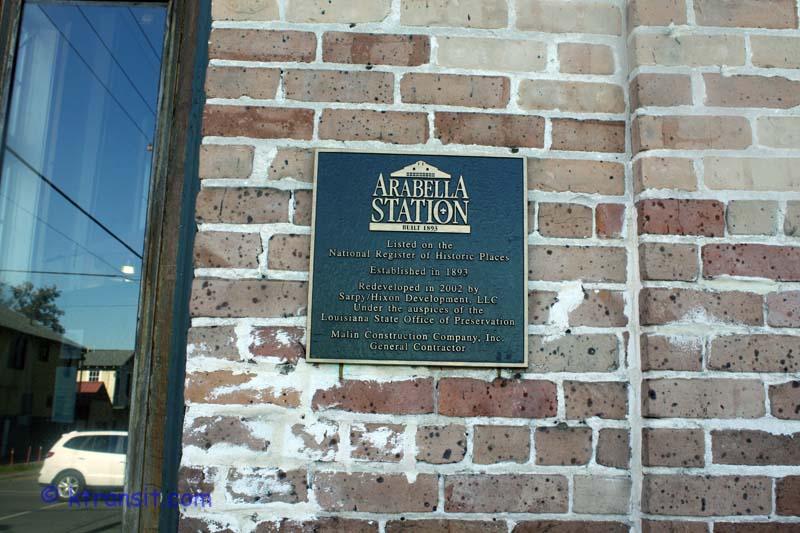 ARABELLA
STATION
BUILT 1893
Listed on the
National Register of Historic Places
Established in 1893
Redeveloped in 2002 by
Sarpy/Hixon Development, LLC
Under the auspices of the
Louisiana State Office of Preservation
Malin Construction Company, Inc.
General Contractor
© ktransit.com